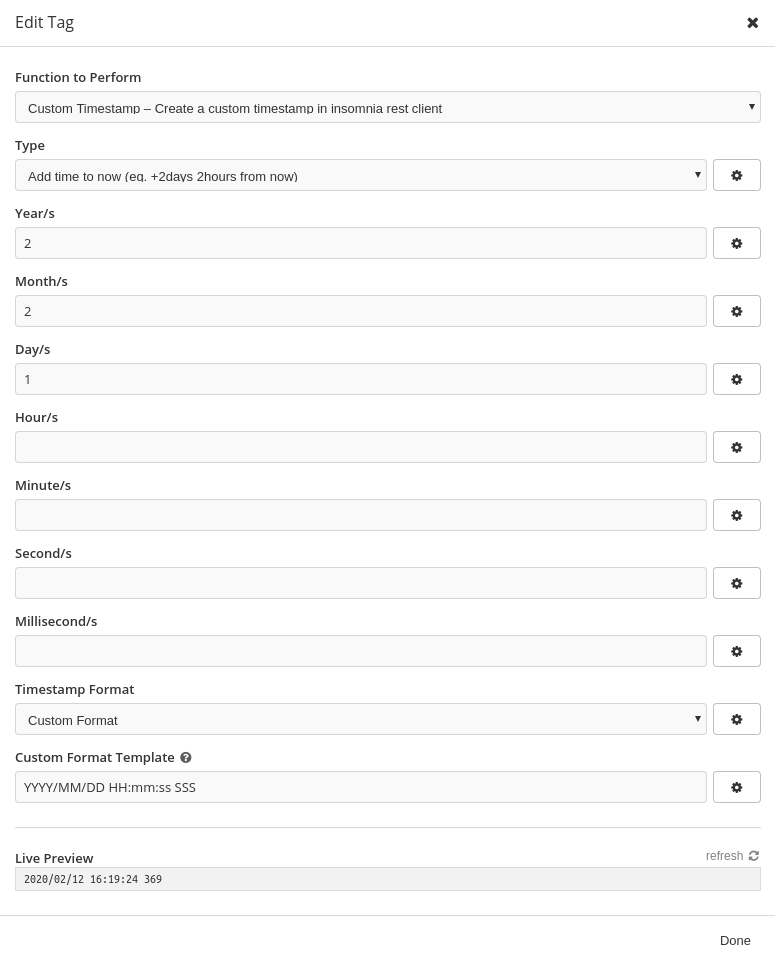 Edit Tag
Function to Perform
Custom Timestamp – Create a custom timestamp in insomnia rest client
Type
Add time to now (eg. +2days 2hours from now)
Year/s
2
Month/s
2
Day/s
1
Hour/s
Minute/s
Second/s
Millisecond/s
Timestamp Format
Custom Format
Custom Format Template
YYYY/MM/DD HH:mm:ss SSS
Live Preview refresh
2020/02/12 16:19:24 369
Done